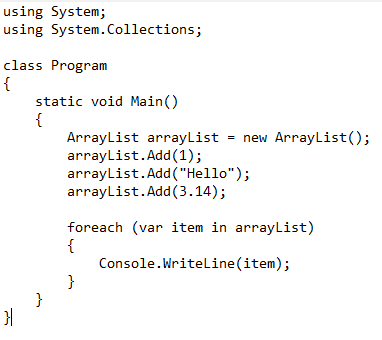 using System;
using System.Collections;

class Program
{
    static void Main()
    {
        ArrayList arrayList = new ArrayList();
        arrayList.Add(1);
        arrayList.Add("Hello");
        arrayList.Add(3.14);

        foreach (var item in arrayList)
        {
            Console.WriteLine(item);
        }
    }
}